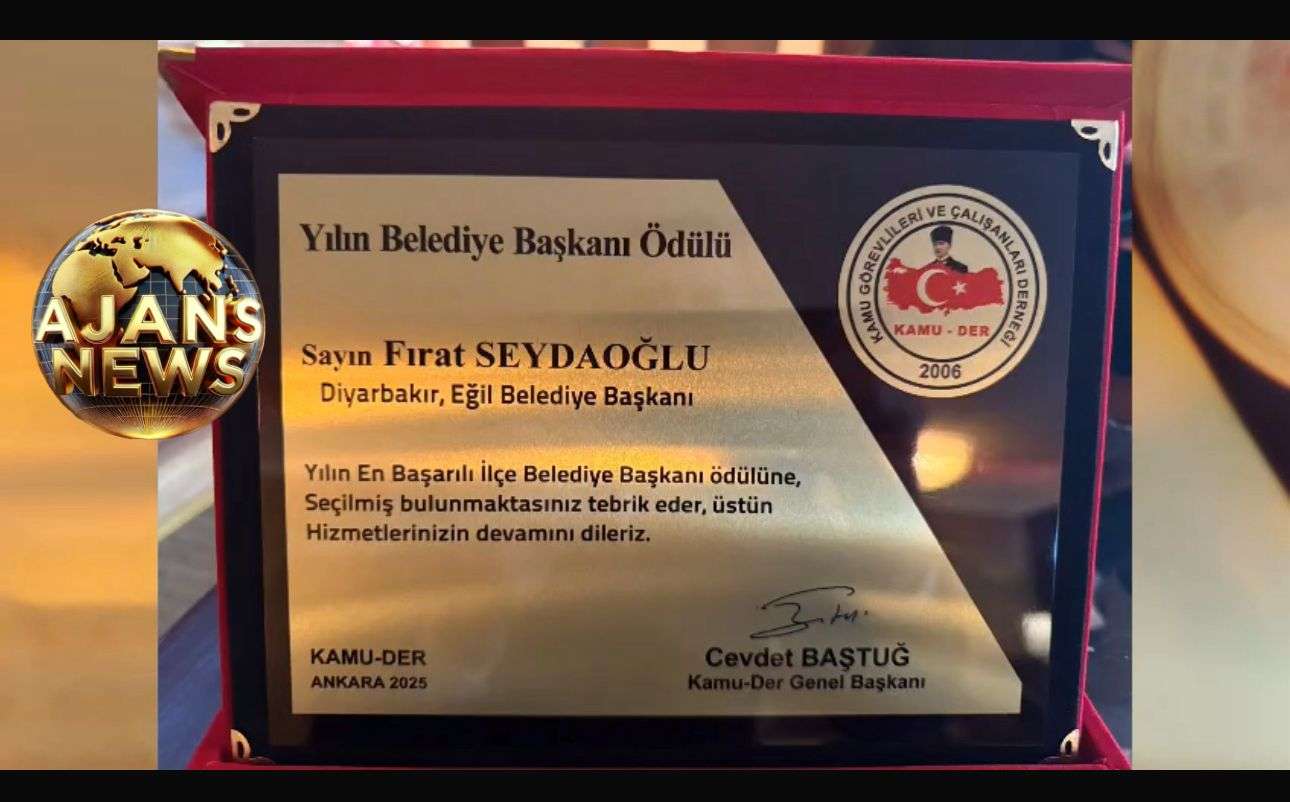 AJANS
NEWS
Yılın Belediye Başkanı Ödülü
Sayın Fırat SEYDAOĞLU
Diyarbakır, Eğil Belediye Başkanı
Yılın En Başarılı İlçe Belediye Başkanı ödülüne,
Seçilmiş bulunmaktasınız tebrik eder, üstün
Hizmetlerinizin devamını dileriz.
KAMU-DER
ANKARA 2025
Cevdet BAŞTUĞ
Kamu-Der Genel Başkanı
KAMU GÖREVLİLERİ VE ÇALIŞANLARI DERNEĞİ
KAMU - DER
2006